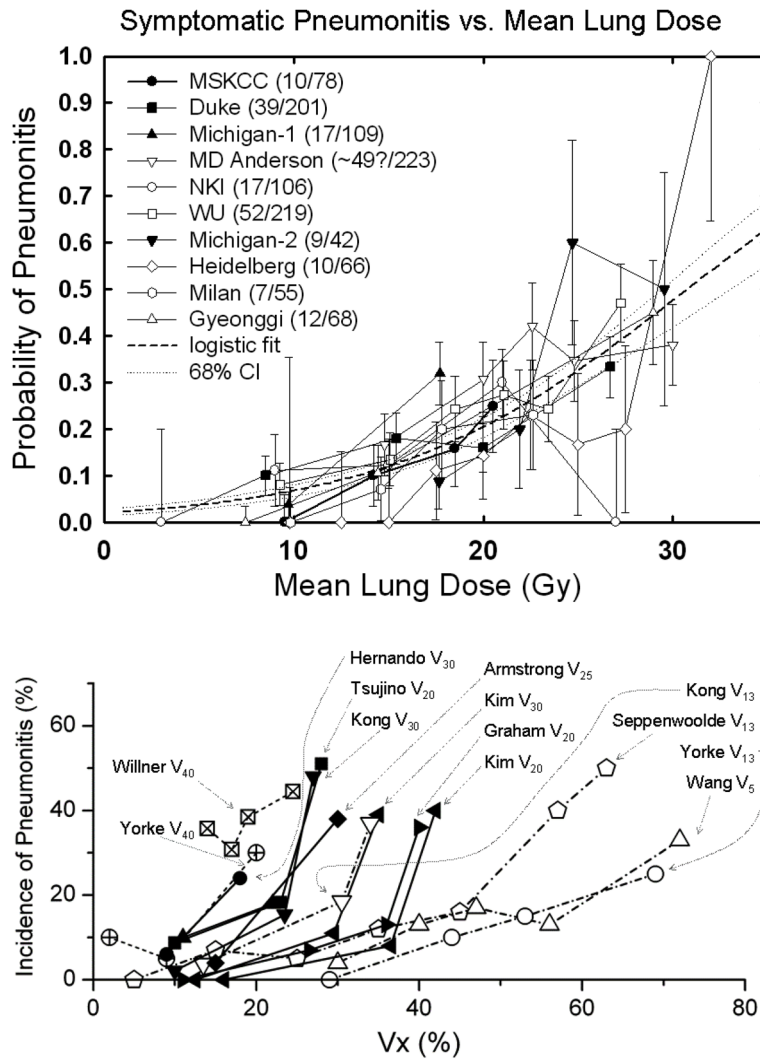 Symptomatic Pneumonitis vs. Mean Lung Dose
Probability of Pneumonitis
1.0
0.9
0.8
0.7
0.6
0.5
0.4
0.3
0.2
0.1
0.0
MSKCC (10/78)
Duke (39/201)
Michigan-1 (17/109)
MD Anderson (~49?/223)
NKI (17/106)
WU (52/219)
Michigan-2 (9/42)
Heidelberg (10/66)
Milan (7/55)
Gyeonggi (12/68)
logistic fit
68% CI
0 10 20 30
Mean Lung Dose (Gy)
Incidence of Pneumonitis (%)
60
40
20
0
Hernando V30
Tsujino V20
Kong V30
Willner V40
Yorke V40
Armstrong V25
Kim V30
Graham V20
Kim V20
Kong V13
Seppenwoolde V13
Yorke V13
Wang V5
0 20 40 60 80
Vx (%)